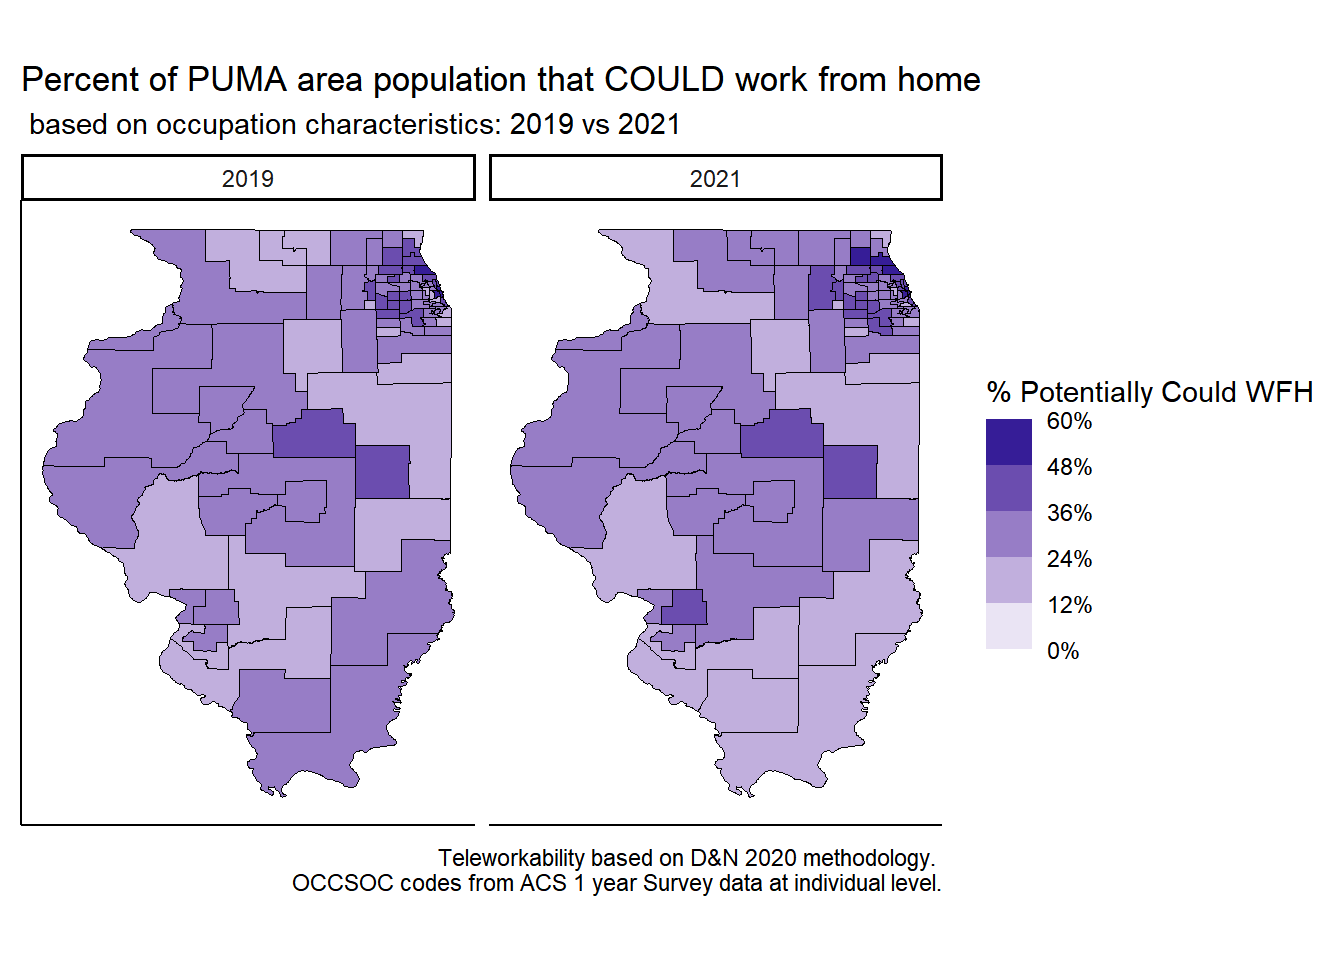 Percent of PUMA area population that COULD work from home
based on occupation characteristics: 2019 vs 2021
2019
2021
% Potentially Could WFH
60%
48%
36%
24%
12%
0%
Teleworkability based on D&N 2020 methodology.
OCCSOC codes from ACS 1 year Survey data at individual level.